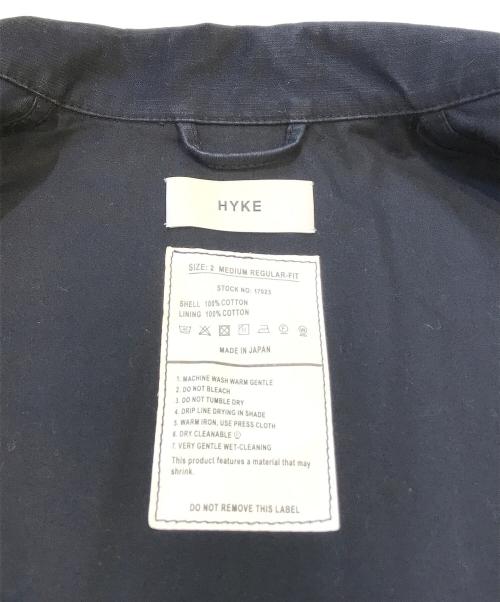 HYKE
SIZE: 2 MEDIUM REGULAR-FIT
STOCK NO: 17023
SHELL 100% COTTON
LINING 100% COTTON
MADE IN JAPAN
1. MACHINE WASH WARM GENTLE
2. DO NOT BLEACH
3. DO NOT TUMBLE DRY
4. DRIP LINE DRYING IN SHADE
5. WARM IRON, USE PRESS CLOTH
6. DRY CLEANABLE Ⓟ
7. VERY GENTLE WET-CLEANING
This product features a material that may
shrink.
DO NOT REMOVE THIS LABEL